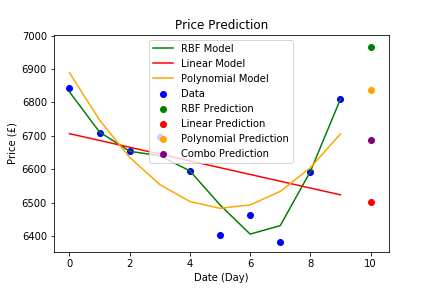 Price Prediction
7000
6900
6800
6700
6600
6500
6400
Price (£)
RBF Model
Linear Model
Polynomial Model
Data
RBF Prediction
Linear Prediction
Polynomial Prediction
Combo Prediction
0 2 4 6 8 10
Date (Day)